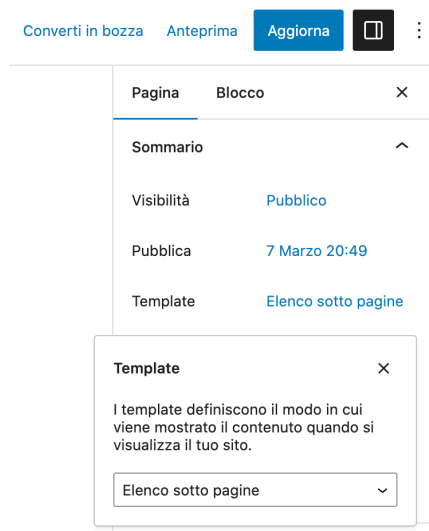 Converti in bozza Anteprima Aggiorna
Pagina Blocco
Sommario
Visibilità Pubblico
Pubblica 7 Marzo 20:49
Template Elenco sotto pagine
Template
I template definiscono il modo in cui
viene mostrato il contenuto quando si
visualizza il tuo sito.
Elenco sotto pagine